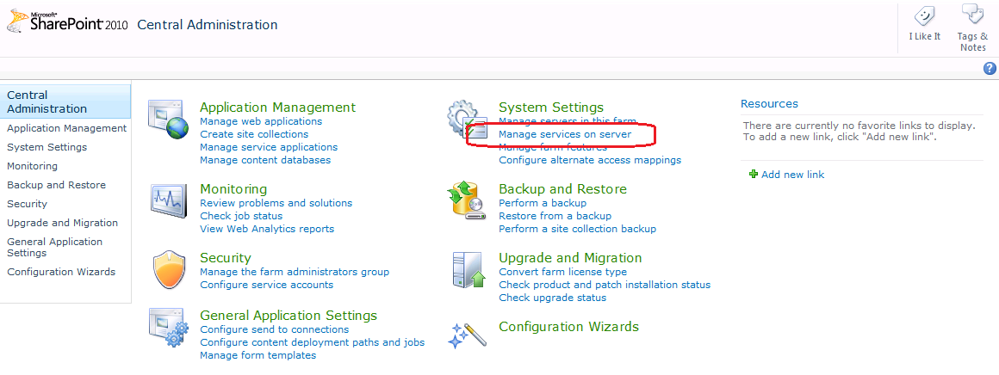 Microsoft®
SharePoint 2010 Central Administration
I Like It
Tags &
Notes
Central
Administration
Application Management
System Settings
Monitoring
Backup and Restore
Security
Upgrade and Migration
General Application
Settings
Configuration Wizards
Application Management
Manage web applications
Create site collections
Manage service applications
Manage content databases
Monitoring
Review problems and solutions
Check job status
View Web Analytics reports
Security
Manage the farm administrators group
Configure service accounts
General Application Settings
Configure send to connections
Configure content deployment paths and jobs
Manage form templates
System Settings
Manage servers in this farm
Manage services on server
Manage farm features
Configure alternate access mappings
Backup and Restore
Perform a backup
Restore from a backup
Perform a site collection backup
Upgrade and Migration
Convert farm license type
Check product and patch installation status
Check upgrade status
Configuration Wizards
Resources
There are currently no favorite links to display.
To add a new link, click "Add new link".
Add new link